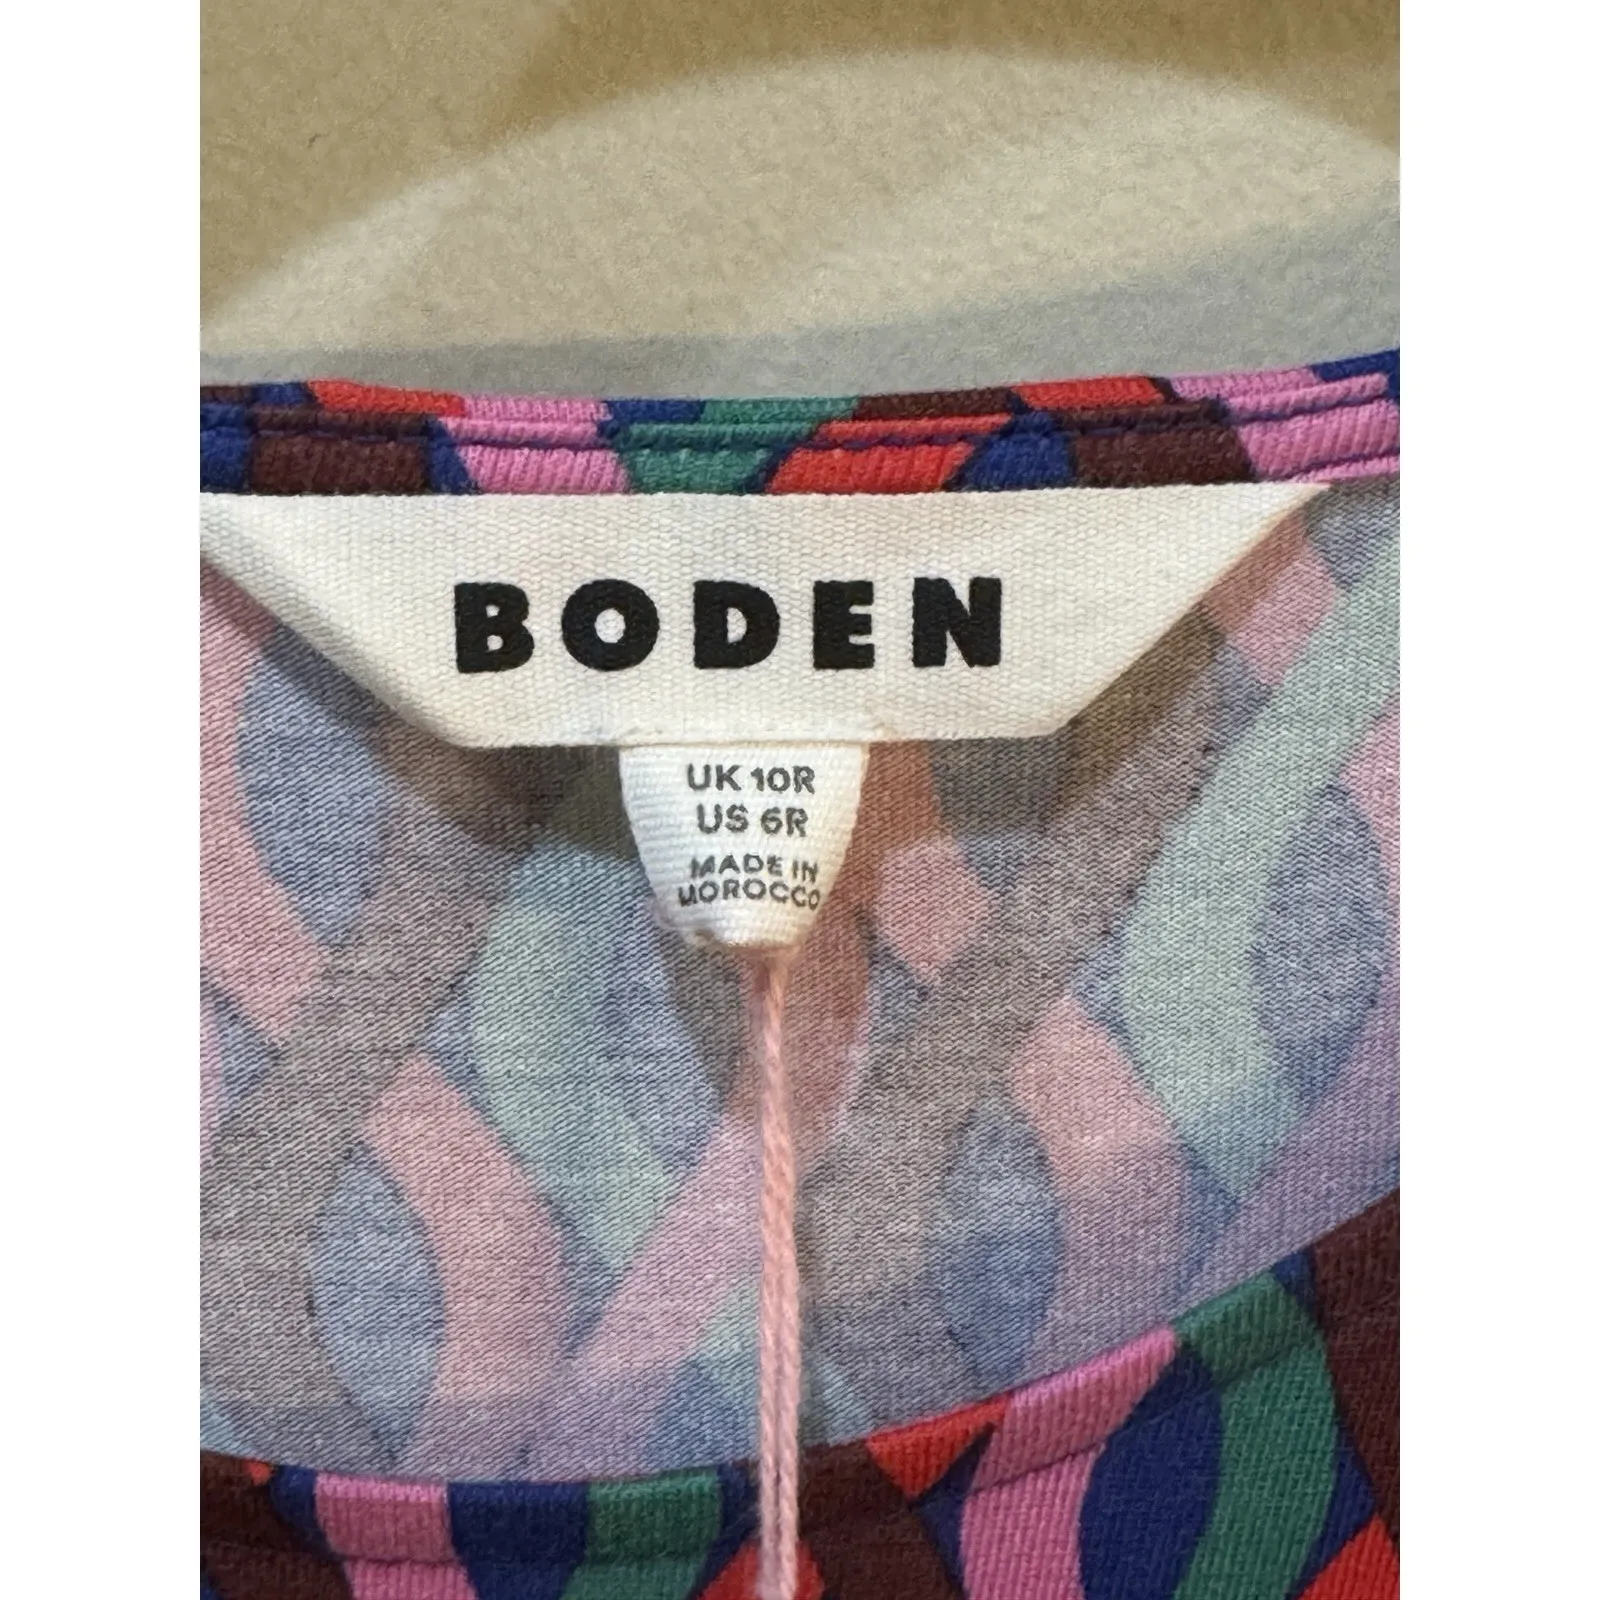 BODEN
UK 10R
US 6R
MADE IN
MOROCCO